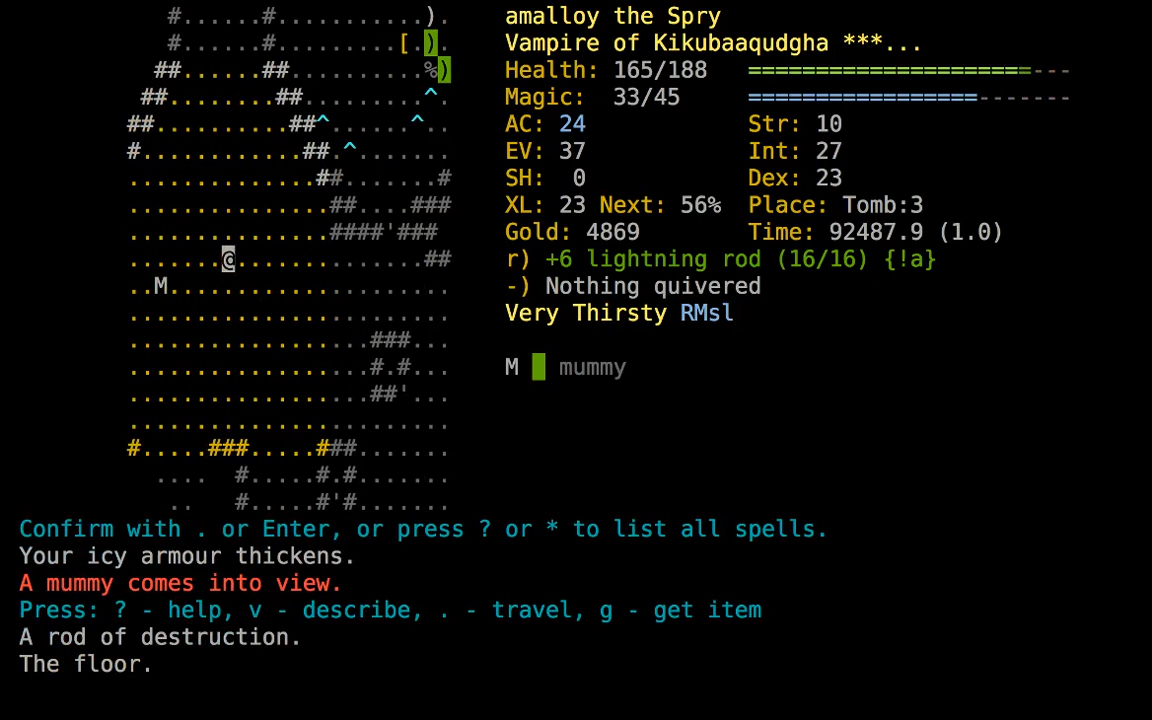 #......#...........). amalloy the Spry
#......#.........[.). Vampire of Kikubaaqudgha ***...
##......##..........%) Health: 165/188 =====================---
##........##.........^. Magic: 33/45 =================-------
##..........##^......^.. AC: 24 Str: 10
#............##.^....... EV: 37 Int: 27
..............##.......# SH: 0 Dex: 23
...............##....### XL: 23 Next: 56% Place: Tomb:3
...............####'### Gold: 4869 Time: 92487.9 (1.0)
.......@..............## r) +6 lightning rod (16/16) {!a}
..M..................... -) Nothing quivered
........................ Very Thirsty RMsl
..................###...
..................#.#... M mummy
..................##'...
........................
#.....###.....###.......
.... #.....#.#.......
.. #.....#'#.......
Confirm with . or Enter, or press ? or * to list all spells.
Your icy armour thickens.
A mummy comes into view.
Press: ? - help, v - describe, . - travel, g - get item
A rod of destruction.
The floor.